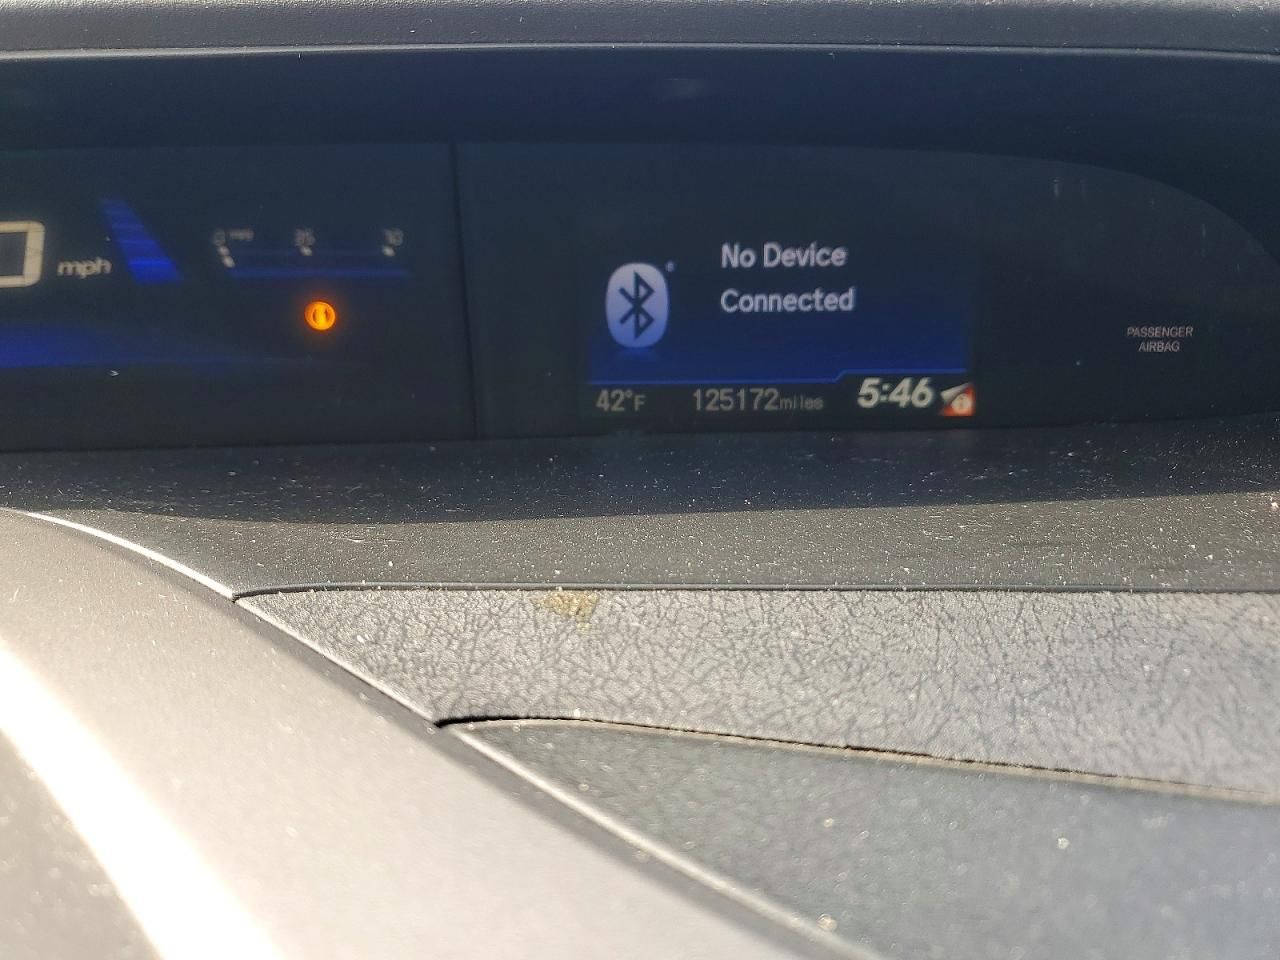 mph
No Device
Connected
PASSENGER
AIRBAG
42°F
125172miles
5:46